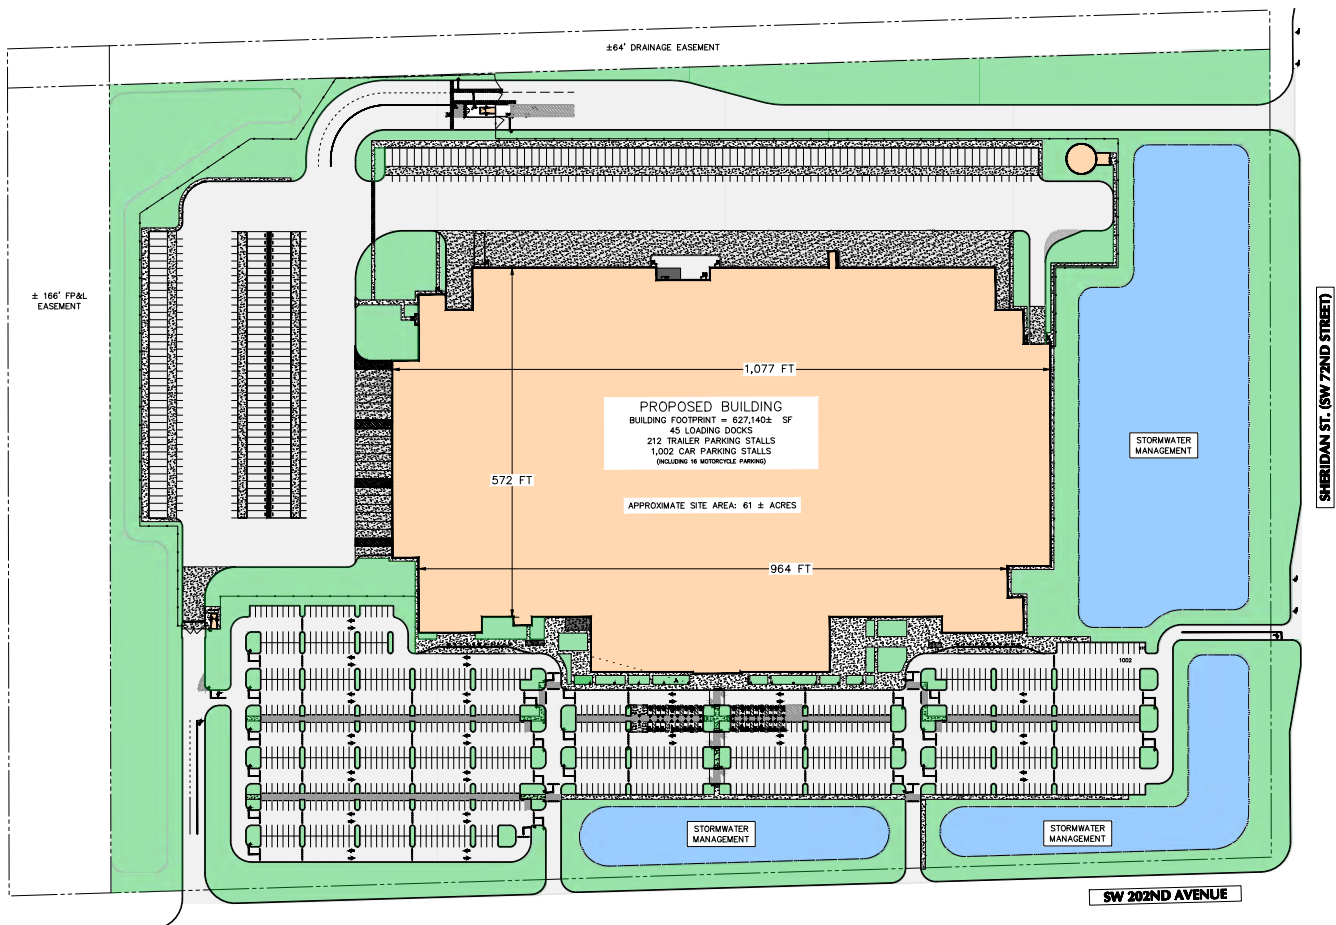 ±64' DRAINAGE EASEMENT
± 166' FP&L
EASEMENT
1,077 FT
PROPOSED BUILDING
BUILDING FOOTPRINT = 627,140± SF
45 LOADING DOCKS
212 TRAILER PARKING STALLS
1,002 CAR PARKING STALLS
(INCLUDING 16 MOTORCYCLE PARKING)
572 FT
APPROXIMATE SITE AREA: 61 ± ACRES
964 FT
STORMWATER
MANAGEMENT
SHERIDAN ST. (SW 72ND STREET)
1002
STORMWATER
MANAGEMENT
STORMWATER
MANAGEMENT
SW 202ND AVENUE